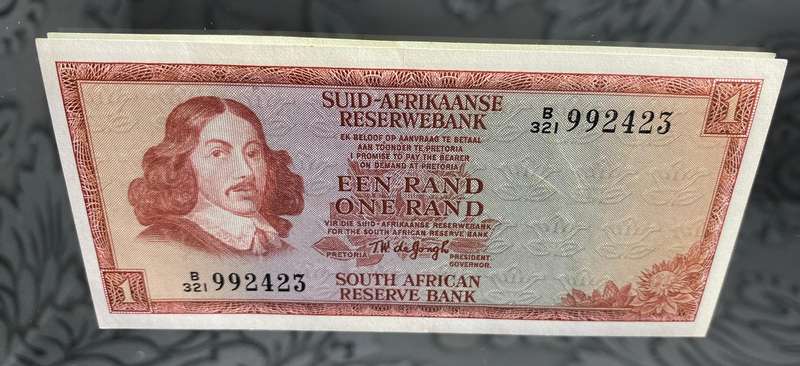 SUID-AFRIKAANSE
RESERWEBANK
B
321 992423
1
EK BELOOF OP AANVRAAG TE BETAAL
AAN TOONDER TE PRETORIA
I PROMISE TO PAY THE BEARER
ON DEMAND AT PRETORIA
EEN RAND
ONE RAND
VIR DIE SUID-AFRIKAANSE RESERWEBANK
FOR THE SOUTH AFRICAN RESERVE BANK
T W de Jongh
PRETORIA
PRESIDENT.
GOVERNOR.
1
B
321 992423
SOUTH AFRICAN
RESERVE BANK